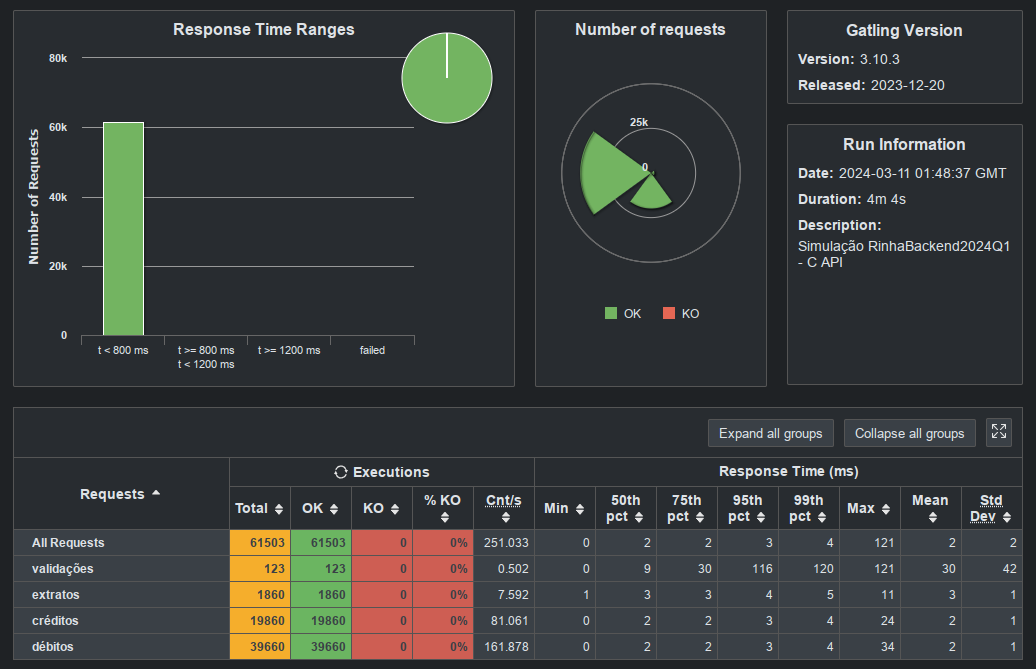 Response Time Ranges
80k
60k
40k
20k
0
Number of Requests
t < 800 ms
t >= 800 ms
t < 1200 ms
t >= 1200 ms
failed
Number of requests
25k
0
OK
KO
Gatling Version
Version: 3.10.3
Released: 2023-12-20
Run Information
Date: 2024-03-11 01:48:37 GMT
Duration: 4m 4s
Description:
Simulação RinhaBackend2024Q1
- C API
Expand all groups
Collapse all groups
Executions
Response Time (ms)
Requests
Total
OK
KO
% KO
Cnt/s
Min
50th
pct
75th
pct
95th
pct
99th
pct
Max
Mean
Std
Dev
All Requests 61503 61503 0 0% 251.033 0 2 2 3 4 121 2 2
validações 123 123 0 0% 0.502 0 9 30 116 120 121 30 42
extratos 1860 1860 0 0% 7.592 1 3 3 4 5 11 3 1
créditos 19860 19860 0 0% 81.061 0 2 2 3 4 24 2 1
débitos 39660 39660 0 0% 161.878 0 2 2 3 4 34 2 1